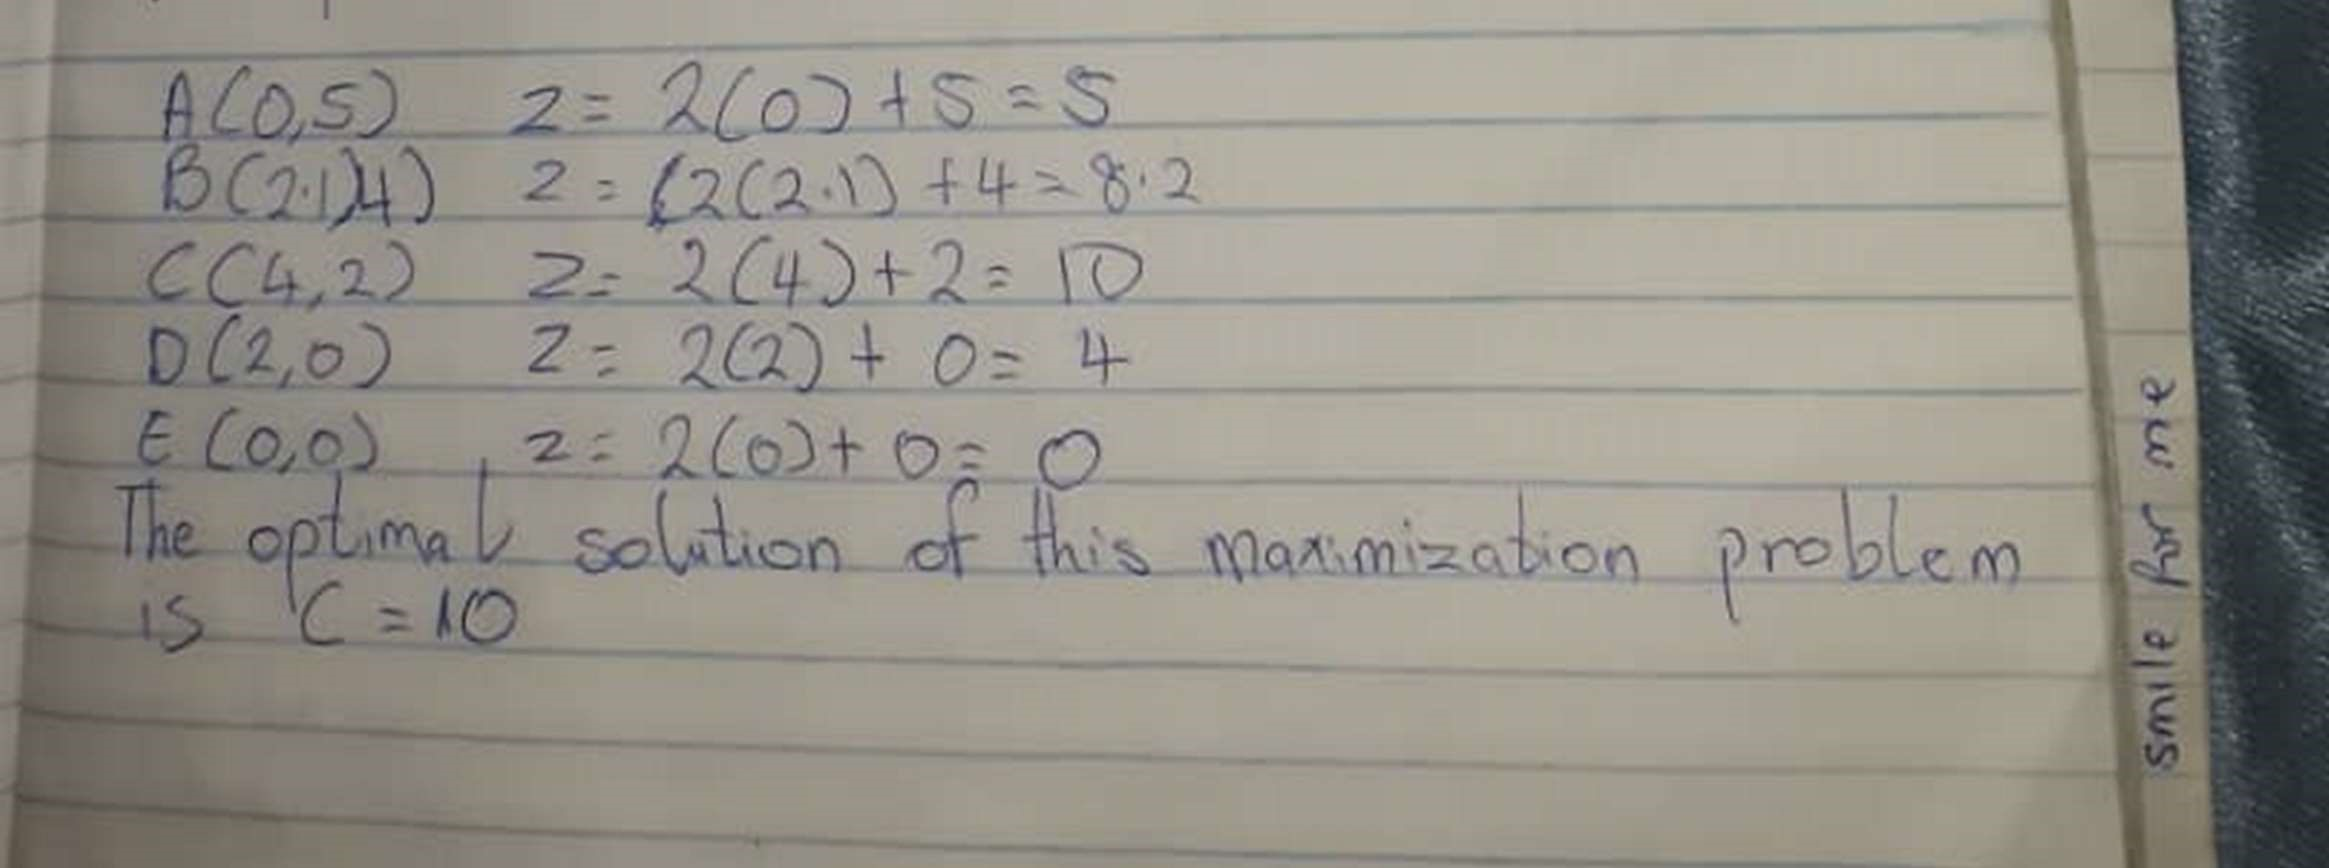 A(0,5) z= 2(0)+5=5
B(2.1)4) z= (2(2.1)+4=8.2
C(4,2) z= 2(4)+2=10
D(2,0) z= 2(2)+ 0= 4
E(0,0) z= 2(0)+0=0
The optimal solution of this maximization problem
is C=10
smile for me